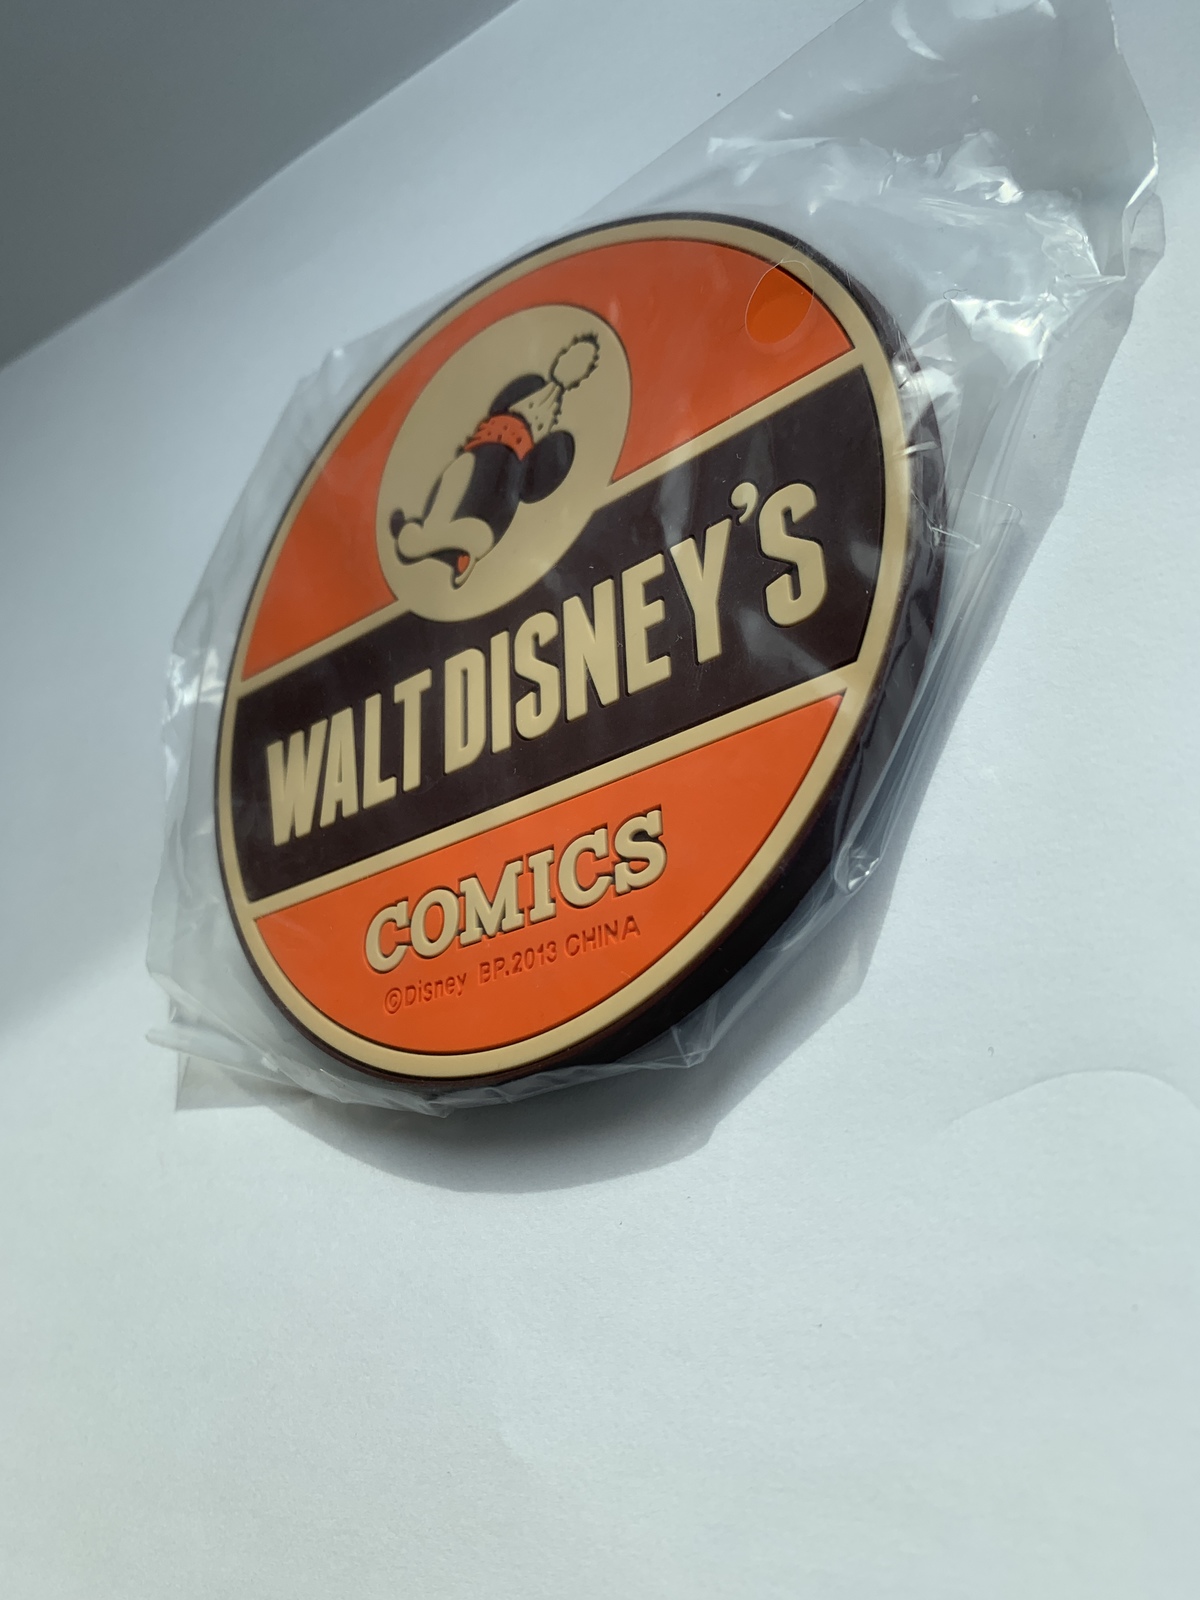 WALT DISNEY'S
COMICS
©Disney BP.2013 CHINA